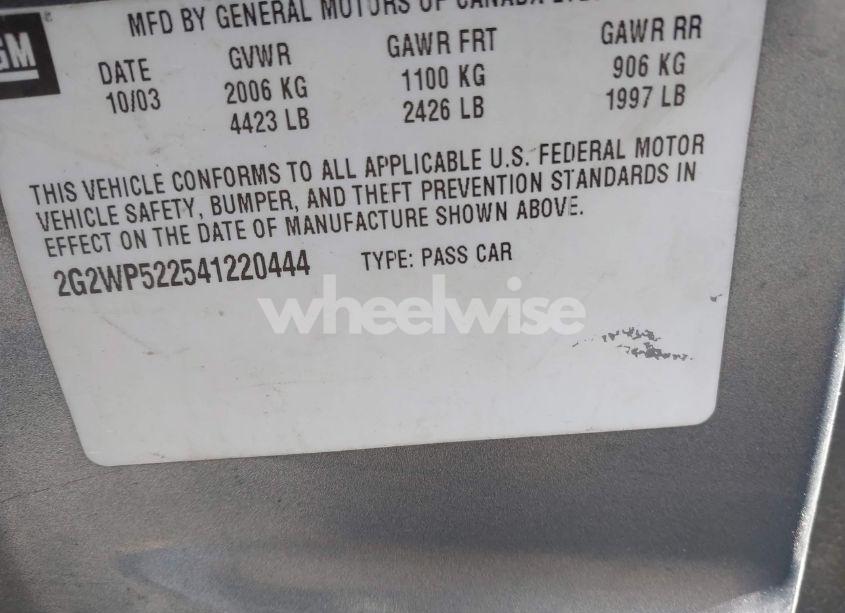 GM
MFD BY GENERAL MOTORS OF CANADA
DATE GVWR GAWR FRT GAWR RR
10/03 2006 KG 1100 KG 906 KG
4423 LB 2426 LB 1997 LB
THIS VEHICLE CONFORMS TO ALL APPLICABLE U.S. FEDERAL MOTOR
VEHICLE SAFETY, BUMPER, AND THEFT PREVENTION STANDARDS IN
EFFECT ON THE DATE OF MANUFACTURE SHOWN ABOVE.
2G2WP522541220444 TYPE: PASS CAR
wheelwise